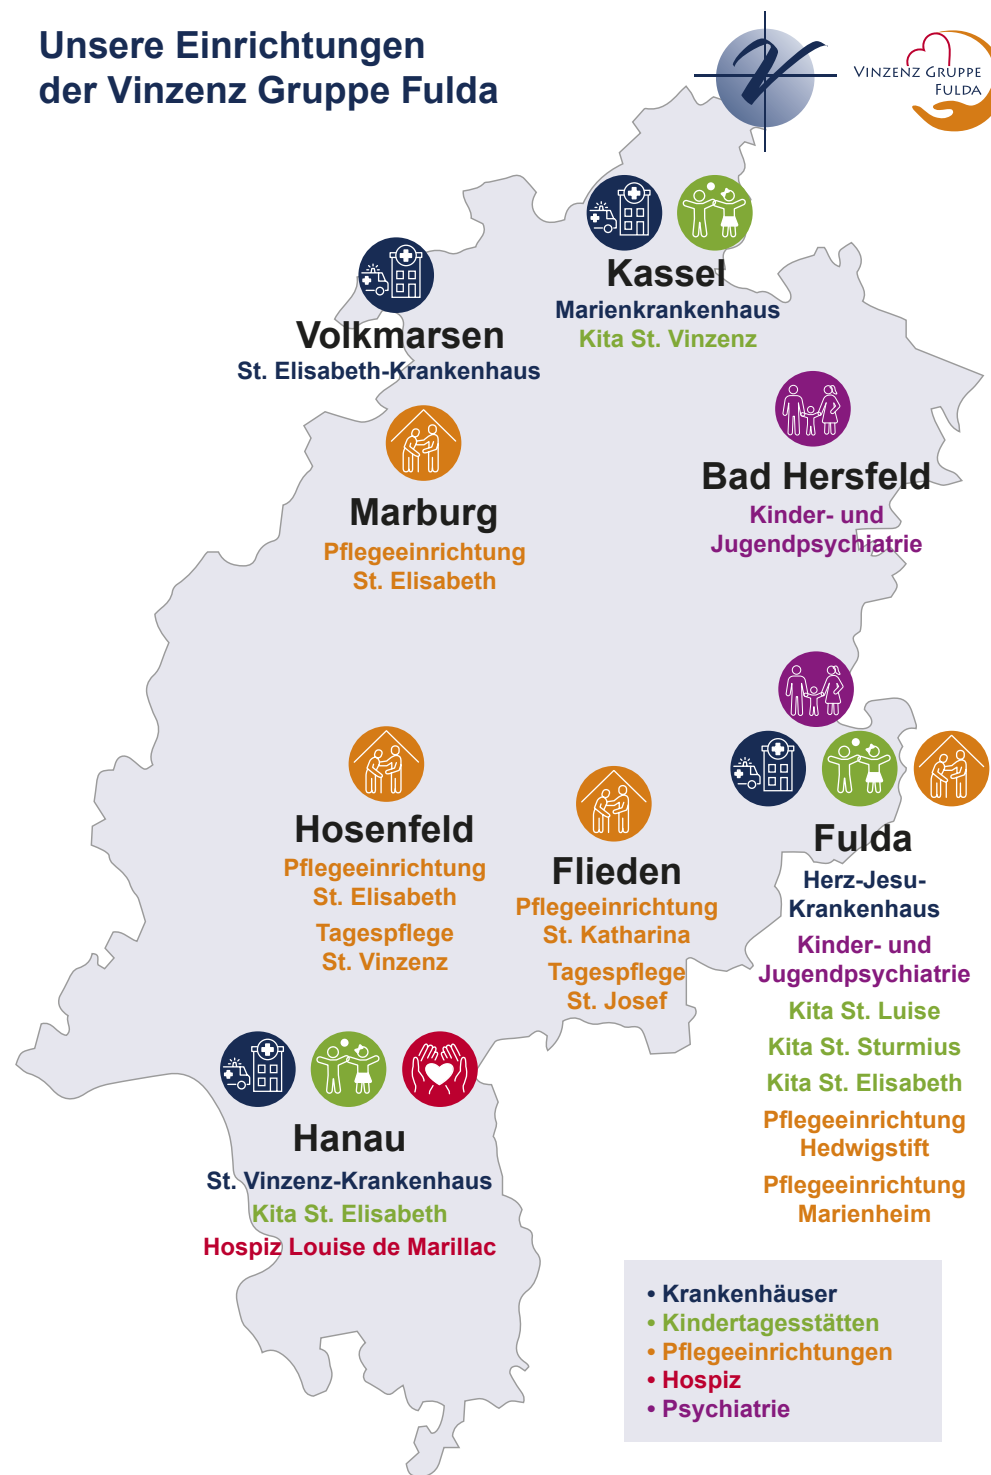 Unsere Einrichtungen
der Vinzenz Gruppe Fulda
VINZENZ GRUPPE
FULDA
Kassel
Marienkrankenhaus
Kita St. Vinzenz
Volkmarsen
St. Elisabeth-Krankenhaus
Bad Hersfeld
Kinder- und
Jugendpsychiatrie
Marburg
Pflegeeinrichtung
St. Elisabeth
Hosenfeld
Pflegeeinrichtung
St. Elisabeth
Tagespflege
St. Vinzenz
Flieden
Pflegeeinrichtung
St. Katharina
Tagespflege
St. Josef
Fulda
Herz-Jesu-
Krankenhaus
Kinder- und
Jugendpsychiatrie
Kita St. Luise
Kita St. Sturmius
Kita St. Elisabeth
Pflegeeinrichtung
Hedwigstift
Pflegeeinrichtung
Marienheim
Hanau
St. Vinzenz-Krankenhaus
Kita St. Elisabeth
Hospiz Louise de Marillac
• Krankenhäuser
• Kindertagesstätten
• Pflegeeinrichtungen
• Hospiz
• Psychiatrie